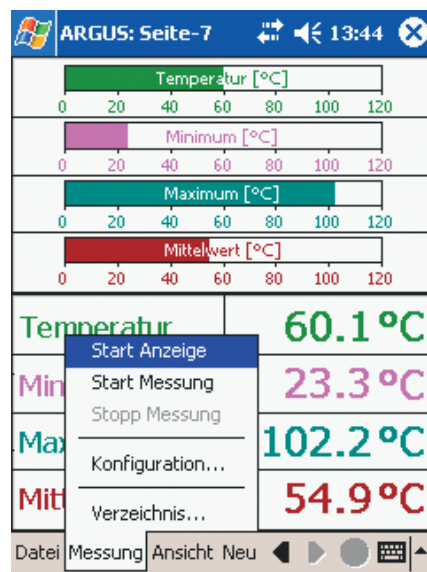 ARGUS: Seite-7 13:44
Temperatur [°C]
0 20 40 60 80 100 120
Minimum [°C]
0 20 40 60 80 100 120
Maximum [°C]
0 20 40 60 80 100 120
Mittelwert [°C]
0 20 40 60 80 100 120
Temperatur 60.1 °C
Min 23.3 °C
Max 102.2 °C
Mitt 54.9 °C
Start Anzeige
Start Messung
Stopp Messung
Konfiguration...
Verzeichnis...
Datei Messung Ansicht Neu